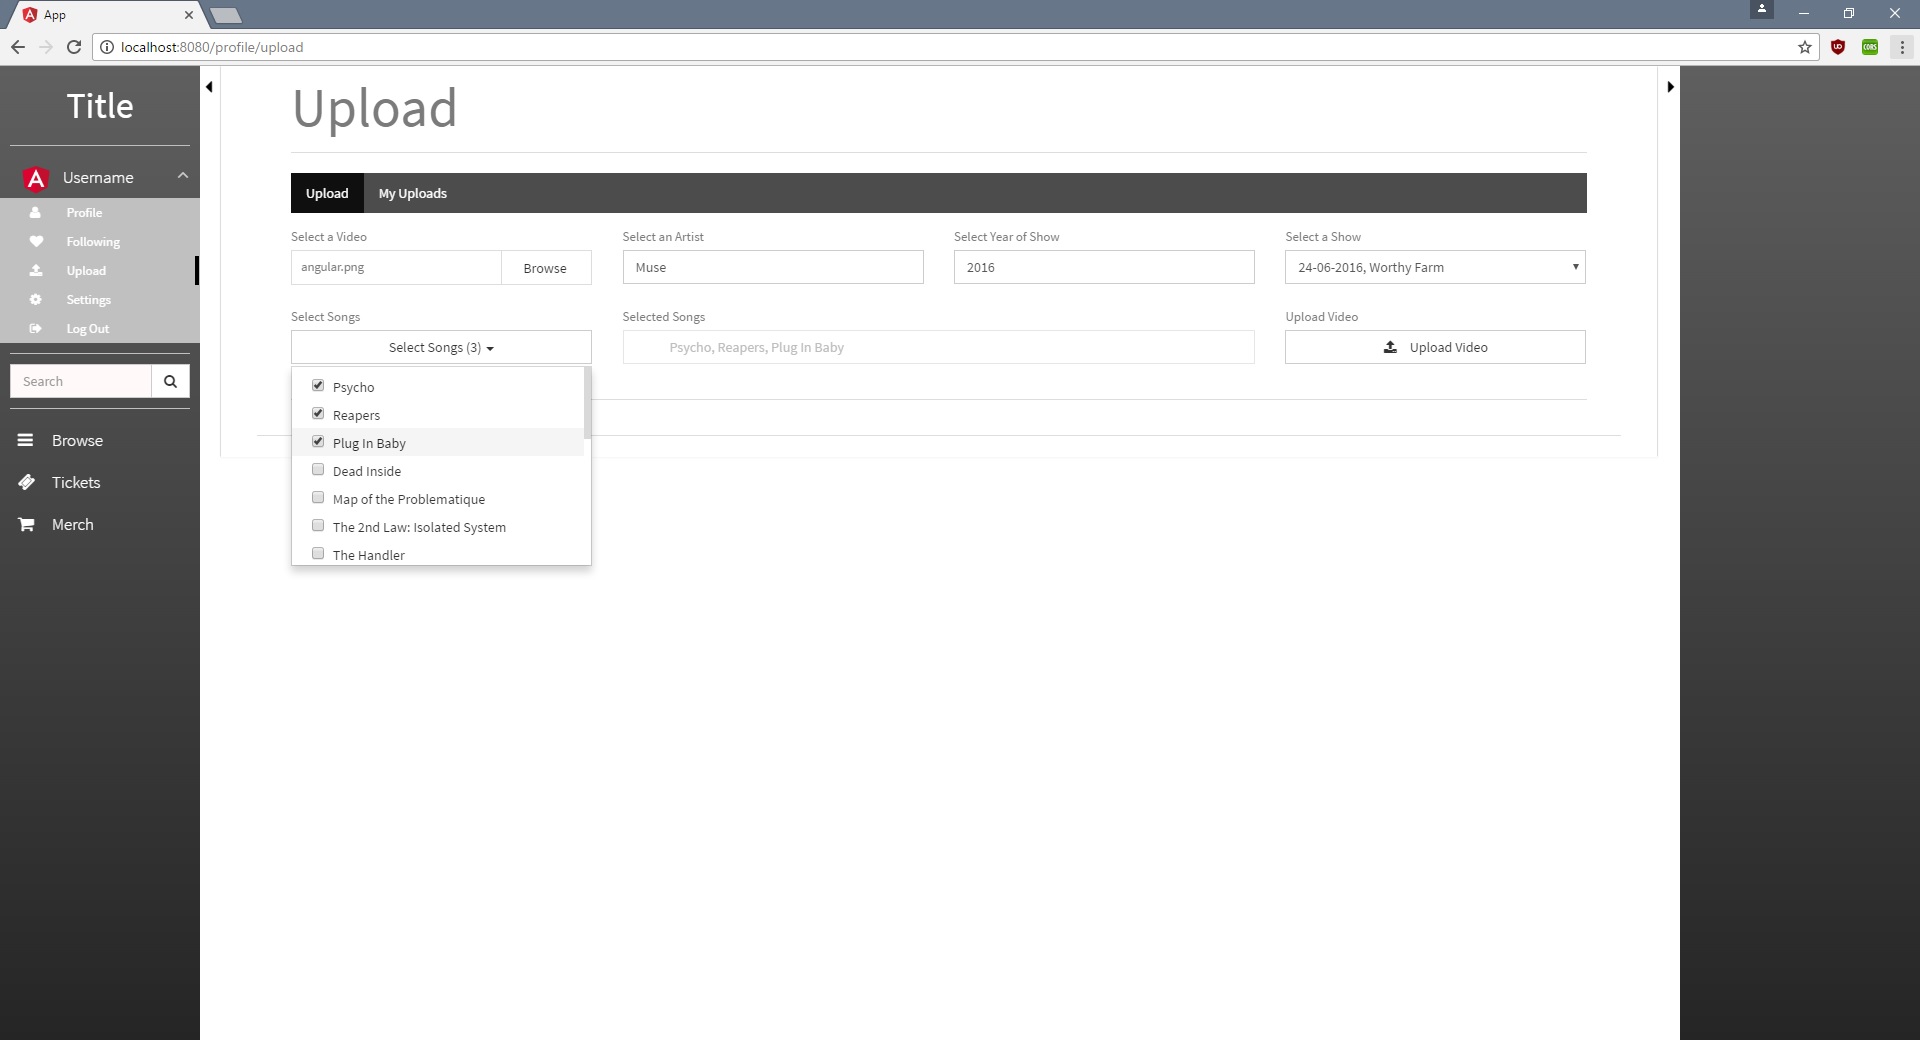 App
localhost:8080/profile/upload
Title
Username
Profile
Following
Upload
Settings
Log Out
Search
Browse
Tickets
Merch
Upload
Upload My Uploads
Select a Video Select an Artist Select Year of Show Select a Show
angular.png Browse Muse 2016 24-06-2016, Worthy Farm
Select Songs Selected Songs Upload Video
Select Songs (3) Psycho, Reapers, Plug In Baby Upload Video
Psycho
Reapers
Plug In Baby
Dead Inside
Map of the Problematique
The 2nd Law: Isolated System
The Handler
CORS